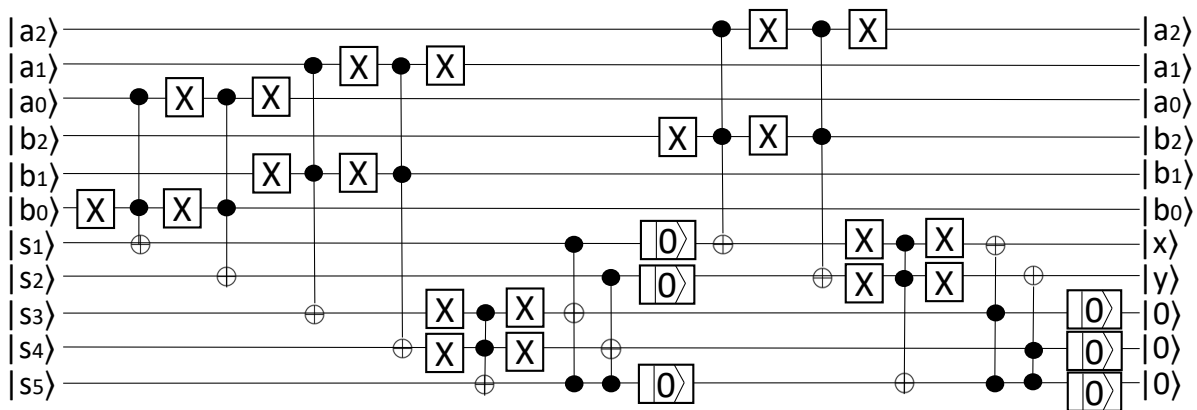 |a2⟩ X X |a2⟩
|a1⟩ X X |a1⟩
|a0⟩ X X |a0⟩
|b2⟩ X X |b2⟩
|b1⟩ X X |b1⟩
|b0⟩ X X |b0⟩
|s1⟩ |0⟩ X X |x⟩
|s2⟩ |0⟩ X X |y⟩
|s3⟩ X X |0⟩ |0⟩
|s4⟩ X X |0⟩ |0⟩
|s5⟩ |0⟩ |0⟩ |0⟩